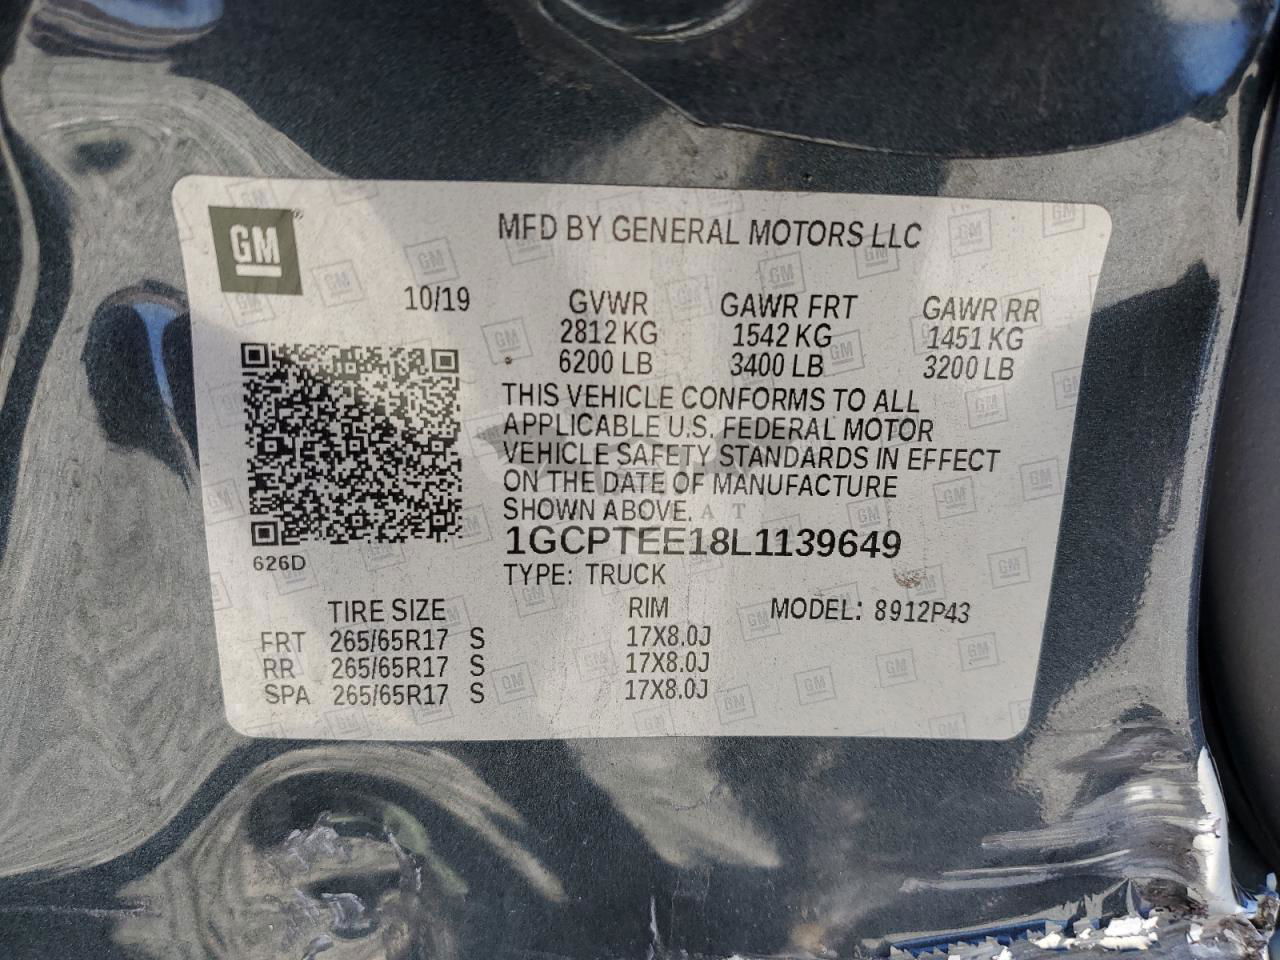 GM
MFD BY GENERAL MOTORS LLC
10/19 GVWR GAWR FRT GAWR RR
2812 KG 1542 KG 1451 KG
6200 LB 3400 LB 3200 LB
THIS VEHICLE CONFORMS TO ALL
APPLICABLE U.S. FEDERAL MOTOR
VEHICLE SAFETY STANDARDS IN EFFECT
ON THE DATE OF MANUFACTURE
SHOWN ABOVE.
1GCPTEE18L1139649
626D
TYPE: TRUCK
TIRE SIZE RIM MODEL: 8912P43
FRT 265/65R17 S 17X8.0J
RR 265/65R17 S 17X8.0J
SPA 265/65R17 S 17X8.0J